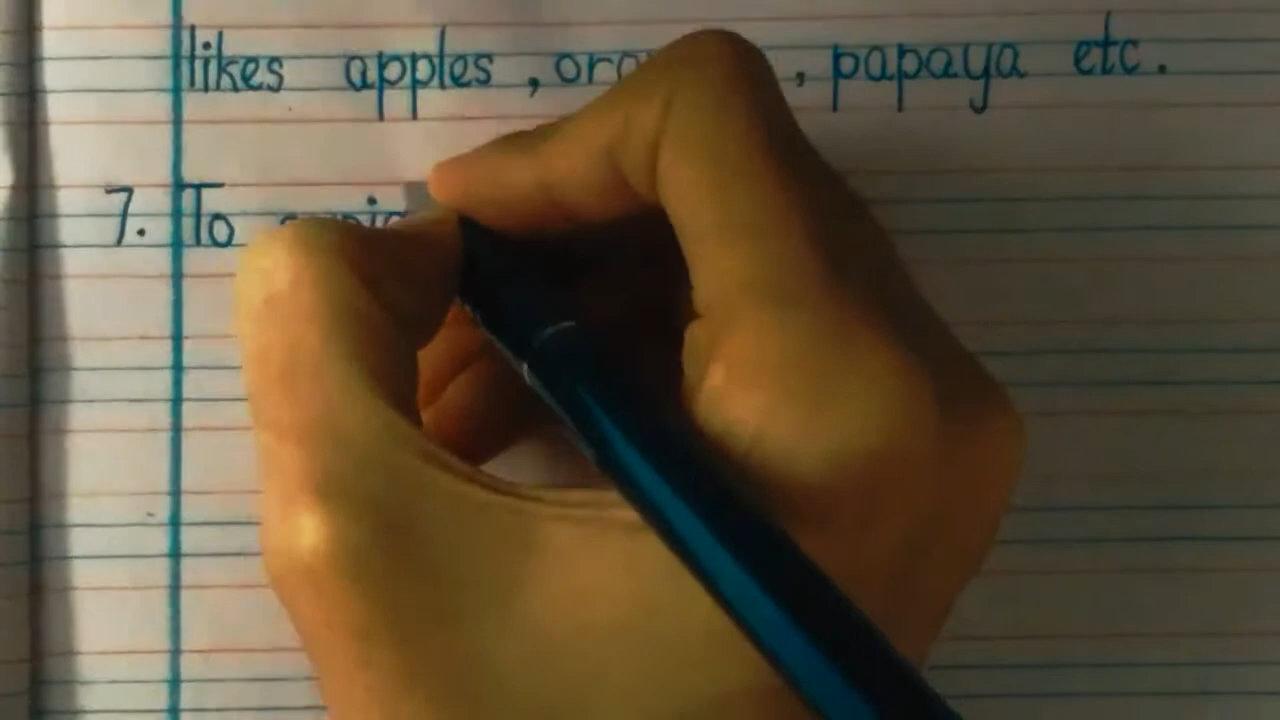 likes apples , , papaya etc.
7. To